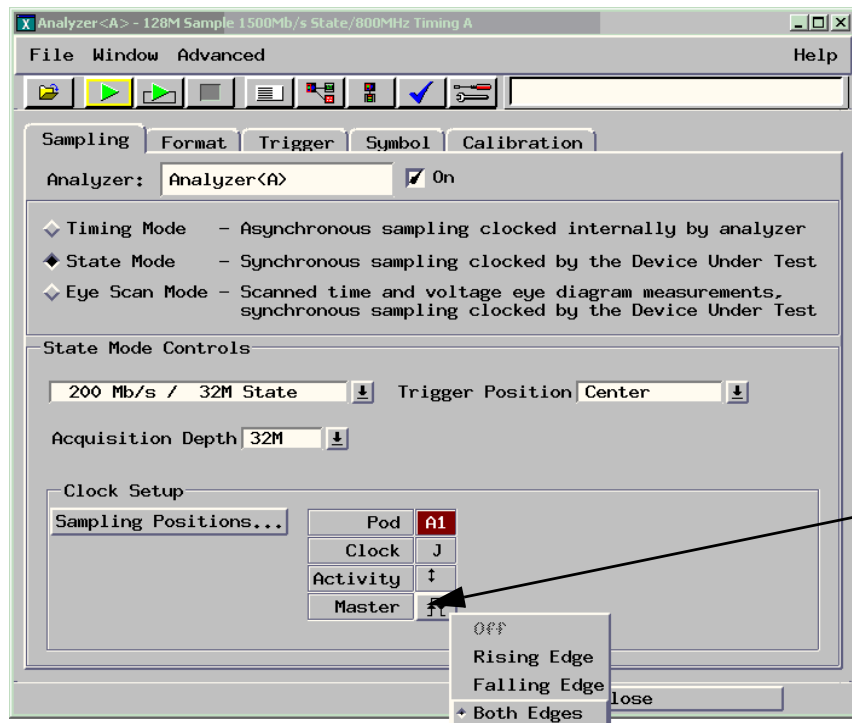 Analyzer<A> - 128M Sample 1500Mb/s State/800MHz Timing A
File Window Advanced Help
Sampling Format Trigger Symbol Calibration
Analyzer: Analyzer<A> On
Timing Mode - Asynchronous sampling clocked internally by analyzer
State Mode - Synchronous sampling clocked by the Device Under Test
Eye Scan Mode - Scanned time and voltage eye diagram measurements,
synchronous sampling clocked by the Device Under Test
State Mode Controls
200 Mb/s / 32M State Trigger Position Center
Acquisition Depth 32M
Clock Setup
Sampling Positions... Pod A1
Clock J
Activity ↕
Master
Off
Rising Edge
Falling Edge
lose
Both Edges